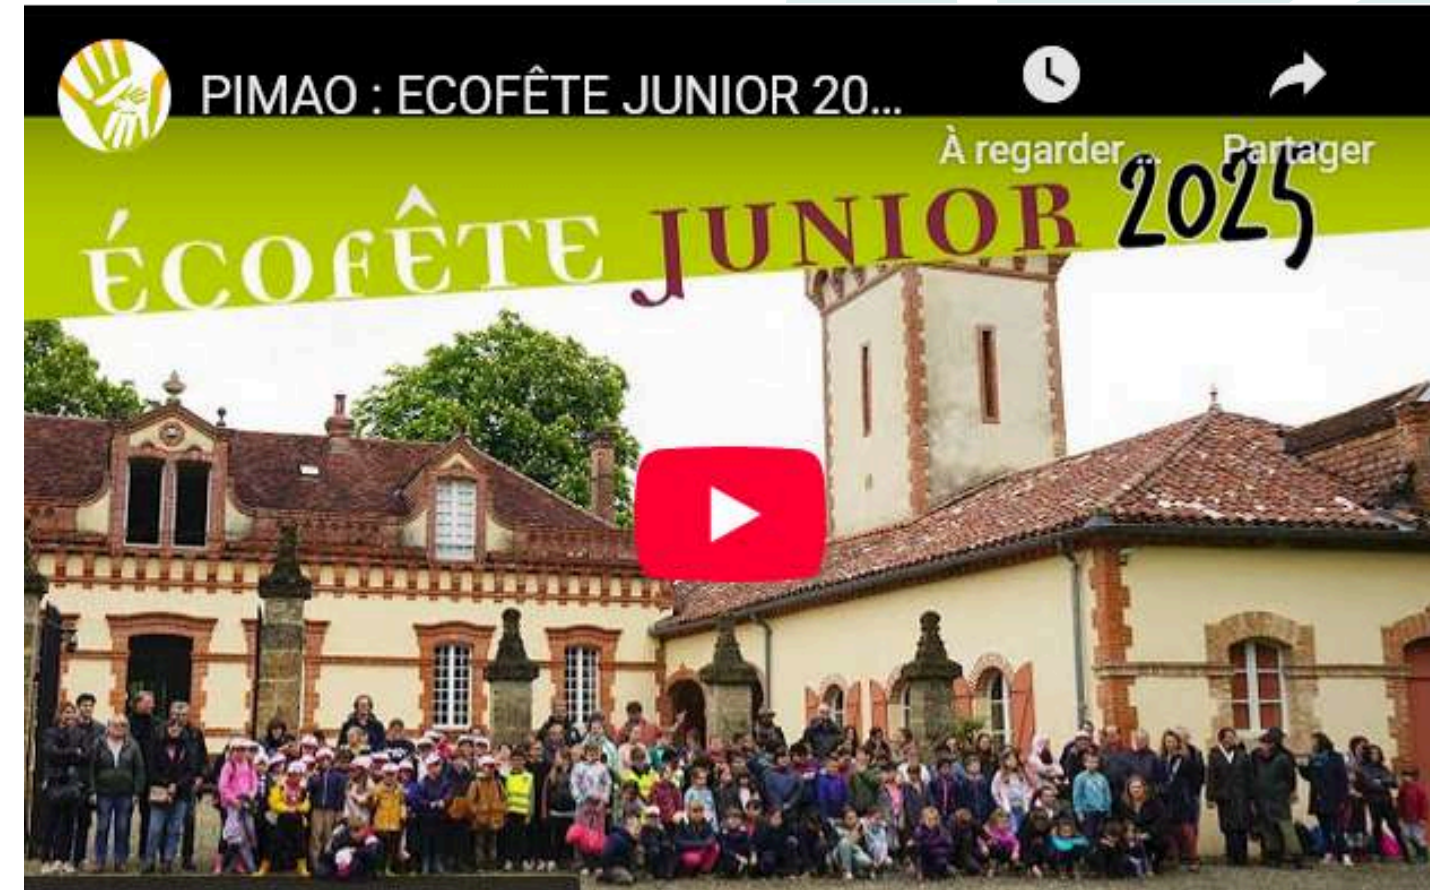 PIMAO : ECOFÊTE JUNIOR 20...
À regarder ...
Partager
ÉCOFÊTE JUNIOR 2025